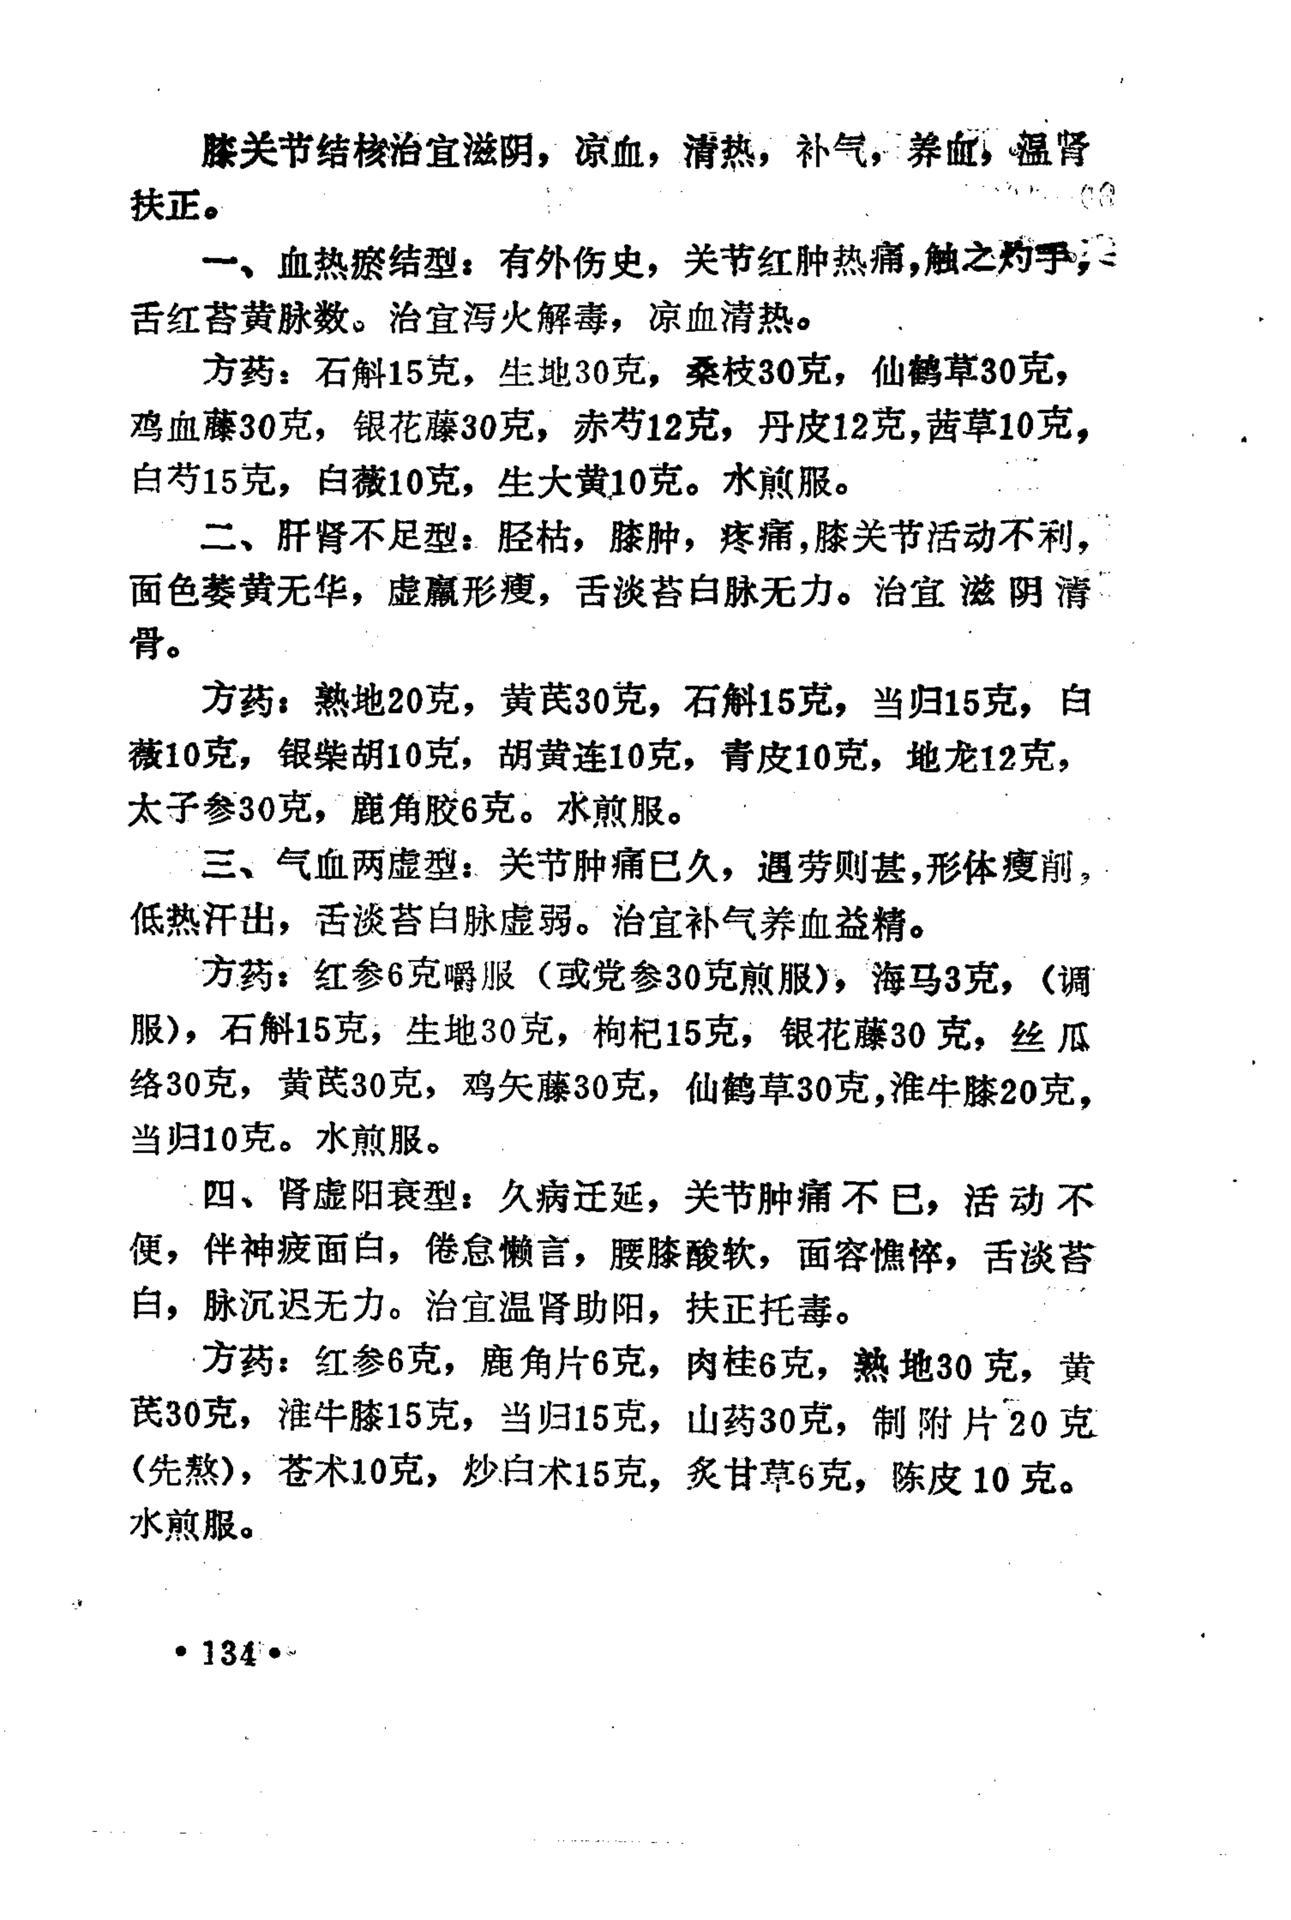 膝关节结核治宜滋阴，凉血，清热，补气，养血，温肾
扶正。
一、血热瘀结型：有外伤史，关节红肿热痛，触之灼手，
舌红苔黄脉数。治宜泻火解毒，凉血清热。
方药：石斛15克，生地30克，桑枝30克，仙鹤草30克，
鸡血藤30克，银花藤30克，赤芍12克，丹皮12克，茜草10克，
白芍15克，白薇10克，生大黄10克。水煎服。
二、肝肾不足型：胫枯，膝肿，疼痛，膝关节活动不利，
面色萎黄无华，虚羸形瘦，舌淡苔白脉无力。治宜滋阴清
骨。
方药：熟地20克，黄芪30克，石斛15克，当归15克，白
薇10克，银柴胡10克，胡黄连10克，青皮10克，地龙12克，
太子参30克，鹿角胶6克。水煎服。
三、气血两虚型：关节肿痛已久，遇劳则甚，形体瘦削，
低热汗出，舌淡苔白脉虚弱。治宜补气养血益精。
方药：红参6克嚼服（或党参30克煎服），海马3克，（调
服），石斛15克，生地30克，枸杞15克，银花藤30克，丝瓜
络30克，黄芪30克，鸡矢藤30克，仙鹤草30克，淮牛膝20克，
当归10克。水煎服。
四、肾虚阳衰型：久病迁延，关节肿痛不已，活动不
便，伴神疲面白，倦怠懒言，腰膝酸软，面容憔悴，舌淡苔
白，脉沉迟无力。治宜温肾助阳，扶正托毒。
方药：红参6克，鹿角片6克，肉桂6克，熟地30克，黄
芪30克，淮牛膝15克，当归15克，山药30克，制附片20克
（先熬），苍术10克，炒白术15克，炙甘草6克，陈皮10克。
水煎服。
•134•